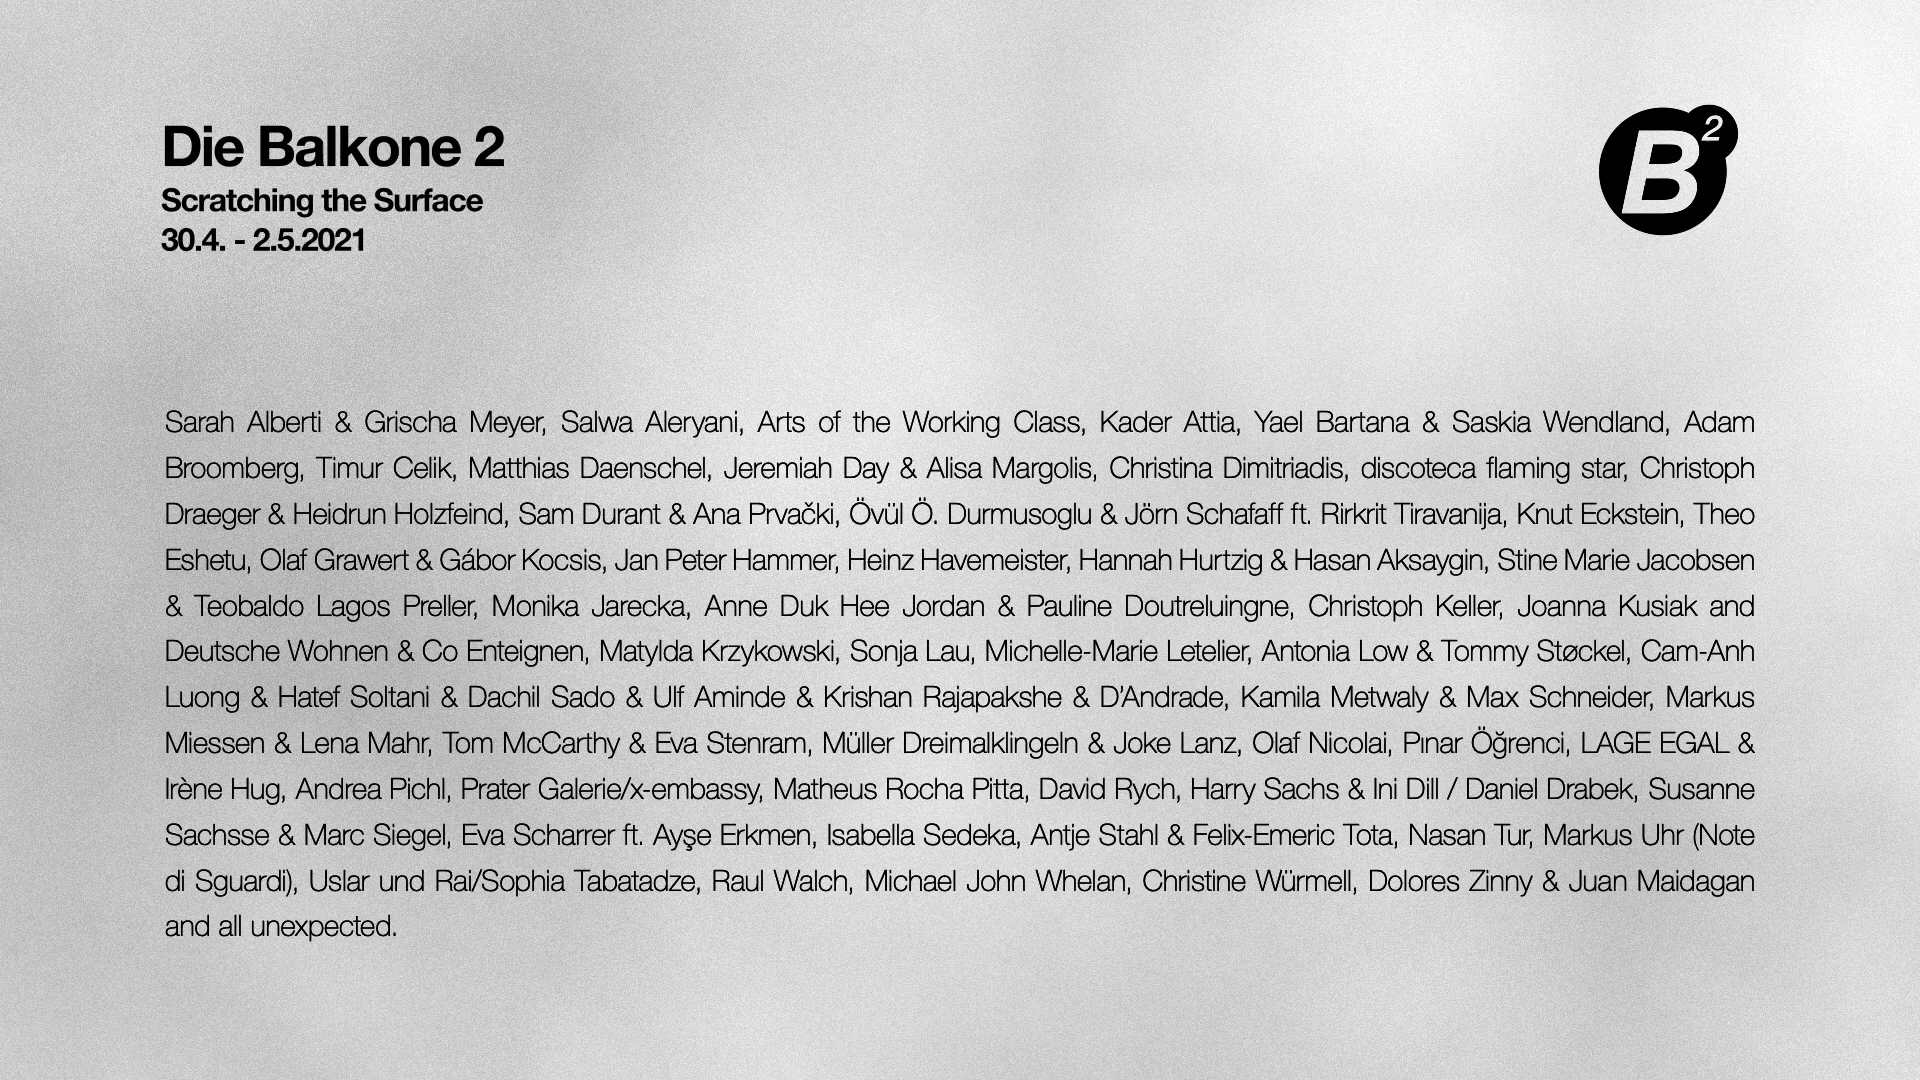 Die Balkone 2
Scratching the Surface
30.4. - 2.5.2021
B2
Sarah Alberti & Grischa Meyer, Salwa Aleryani, Arts of the Working Class, Kader Attia, Yael Bartana & Saskia Wendland, Adam
Broomberg, Timur Celik, Matthias Daenschel, Jeremiah Day & Alisa Margolis, Christina Dimitriadis, discoteca flaming star, Christoph
Draeger & Heidrun Holzfeind, Sam Durant & Ana Prvački, Övül Ö. Durmusoglu & Jörn Schafaff ft. Rirkrit Tiravanija, Knut Eckstein, Theo
Eshetu, Olaf Grawert & Gábor Kocsis, Jan Peter Hammer, Heinz Havemeister, Hannah Hurtzig & Hasan Aksaygin, Stine Marie Jacobsen
& Teobaldo Lagos Preller, Monika Jarecka, Anne Duk Hee Jordan & Pauline Doutreluingne, Christoph Keller, Joanna Kusiak and
Deutsche Wohnen & Co Enteignen, Matylda Krzykowski, Sonja Lau, Michelle-Marie Letelier, Antonia Low & Tommy Støckel, Cam-Anh
Luong & Hatef Soltani & Dachil Sado & Ulf Aminde & Krishan Rajapakshe & D'Andrade, Kamila Metwaly & Max Schneider, Markus
Miessen & Lena Mahr, Tom McCarthy & Eva Stenram, Müller Dreimalklingeln & Joke Lanz, Olaf Nicolai, Pınar Öğrenci, LAGE EGAL &
Irène Hug, Andrea Pichl, Prater Galerie/x-embassy, Matheus Rocha Pitta, David Rych, Harry Sachs & Ini Dill / Daniel Drabek, Susanne
Sachsse & Marc Siegel, Eva Scharrer ft. Ayşe Erkmen, Isabella Sedeka, Antje Stahl & Felix-Emeric Tota, Nasan Tur, Markus Uhr (Note
di Sguardi), Uslar und Rai/Sophia Tabatadze, Raul Walch, Michael John Whelan, Christine Würmell, Dolores Zinny & Juan Maidagan
and all unexpected.